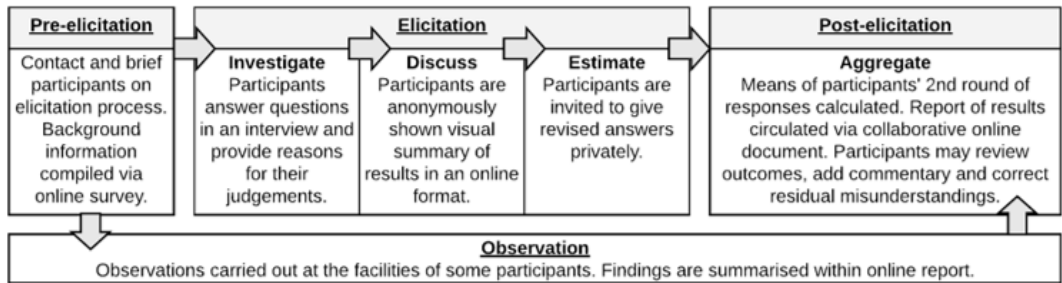 Pre-elicitation
Contact and brief
participants on
elicitation process.
Background
information
compiled via
online survey.
Elicitation
Investigate
Participants
answer questions
in an interview and
provide reasons
for their
judgements.
Discuss
Participants are
anonymously
shown visual
summary of
results in an online
format.
Estimate
Participants are
invited to give
revised answers
privately.
Post-elicitation
Aggregate
Means of participants' 2nd round of
responses calculated. Report of results
circulated via collaborative online
document. Participants may review
outcomes, add commentary and correct
residual misunderstandings.
Observation
Observations carried out at the facilities of some participants. Findings are summarised within online report.